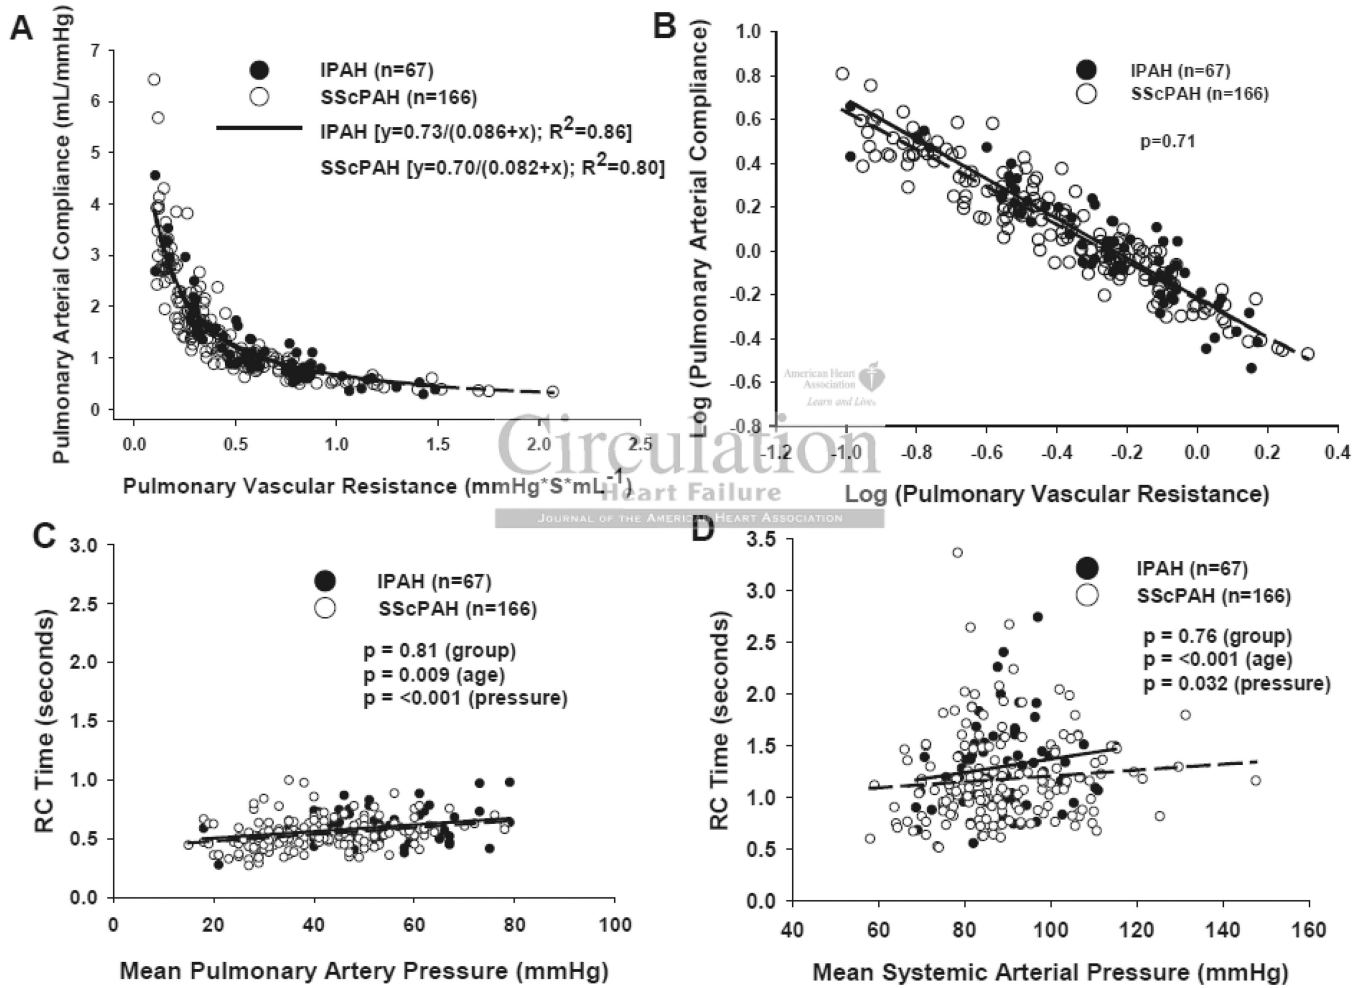 A
Pulmonary Arterial Compliance (mL/mmHg)
7
6
5
4
3
2
1
0
IPAH (n=67)
SScPAH (n=166)
IPAH [y=0.73/(0.086+x); R²=0.86]
SScPAH [y=0.70/(0.082+x); R²=0.80]
0.0 0.5 1.0 1.5 2.0 2.5
Pulmonary Vascular Resistance (mmHg*S*mL⁻¹)
B
Log (Pulmonary Arterial Compliance)
1.0
0.8
0.6
0.4
0.2
0.0
-0.2
-0.4
-0.6
-0.8
IPAH (n=67)
SScPAH (n=166)
p=0.71
American Heart
Association
Learn and Live®
-1.2 -1.0 -0.8 -0.6 -0.4 -0.2 0.0 0.2 0.4
Log (Pulmonary Vascular Resistance)
Circulation
Heart Failure
JOURNAL OF THE AMERICAN HEART ASSOCIATION
C
RC Time (seconds)
3.0
2.5
2.0
1.5
1.0
0.5
0.0
IPAH (n=67)
SScPAH (n=166)
p = 0.81 (group)
p = 0.009 (age)
p = <0.001 (pressure)
0 20 40 60 80 100
Mean Pulmonary Artery Pressure (mmHg)
D
RC Time (seconds)
3.5
3.0
2.5
2.0
1.5
1.0
0.5
0.0
IPAH (n=67)
SScPAH (n=166)
p = 0.76 (group)
p = <0.001 (age)
p = 0.032 (pressure)
40 60 80 100 120 140 160
Mean Systemic Arterial Pressure (mmHg)